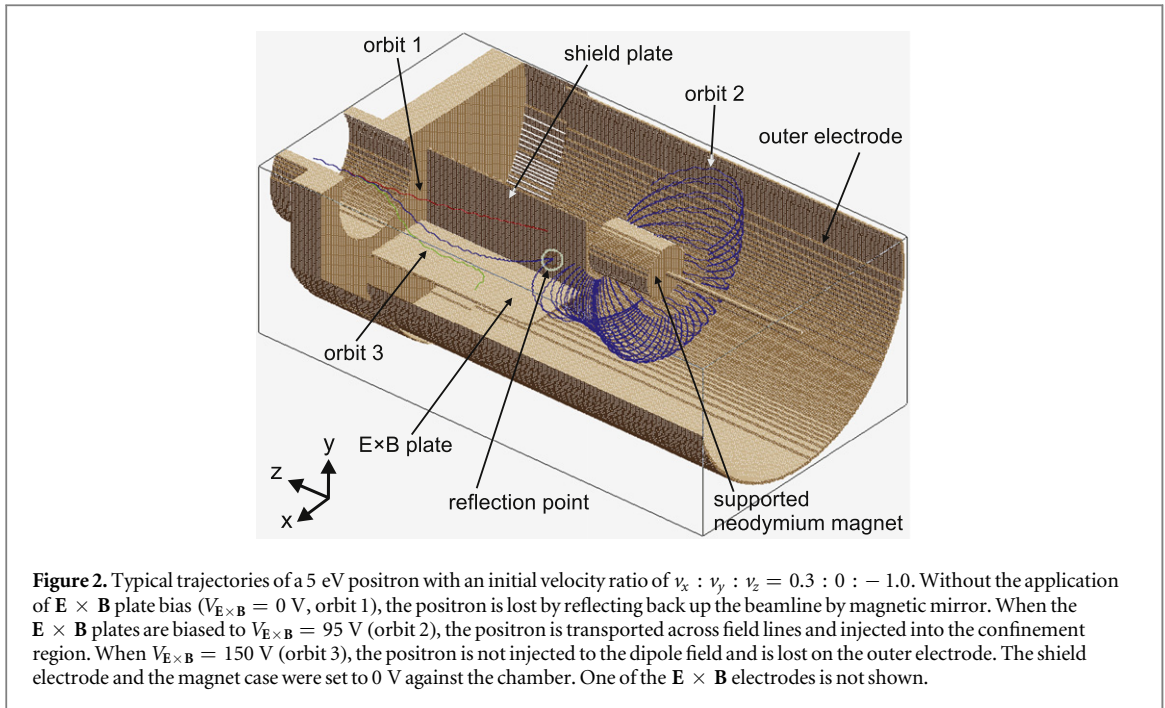 orbit 1
shield plate
orbit 2
outer electrode
orbit 3
E×B plate
y
z
x
reflection point
supported
neodymium magnet
Figure 2. Typical trajectories of a 5 eV positron with an initial velocity ratio of νx : νy : νz = 0.3 : 0 : − 1.0. Without the application
of E × B plate bias (VE×B = 0 V, orbit 1), the positron is lost by reflecting back up the beamline by magnetic mirror. When the
E × B plates are biased to VE×B = 95 V (orbit 2), the positron is transported across field lines and injected into the confinement
region. When VE×B = 150 V (orbit 3), the positron is not injected to the dipole field and is lost on the outer electrode. The shield
electrode and the magnet case were set to 0 V against the chamber. One of the E × B electrodes is not shown.